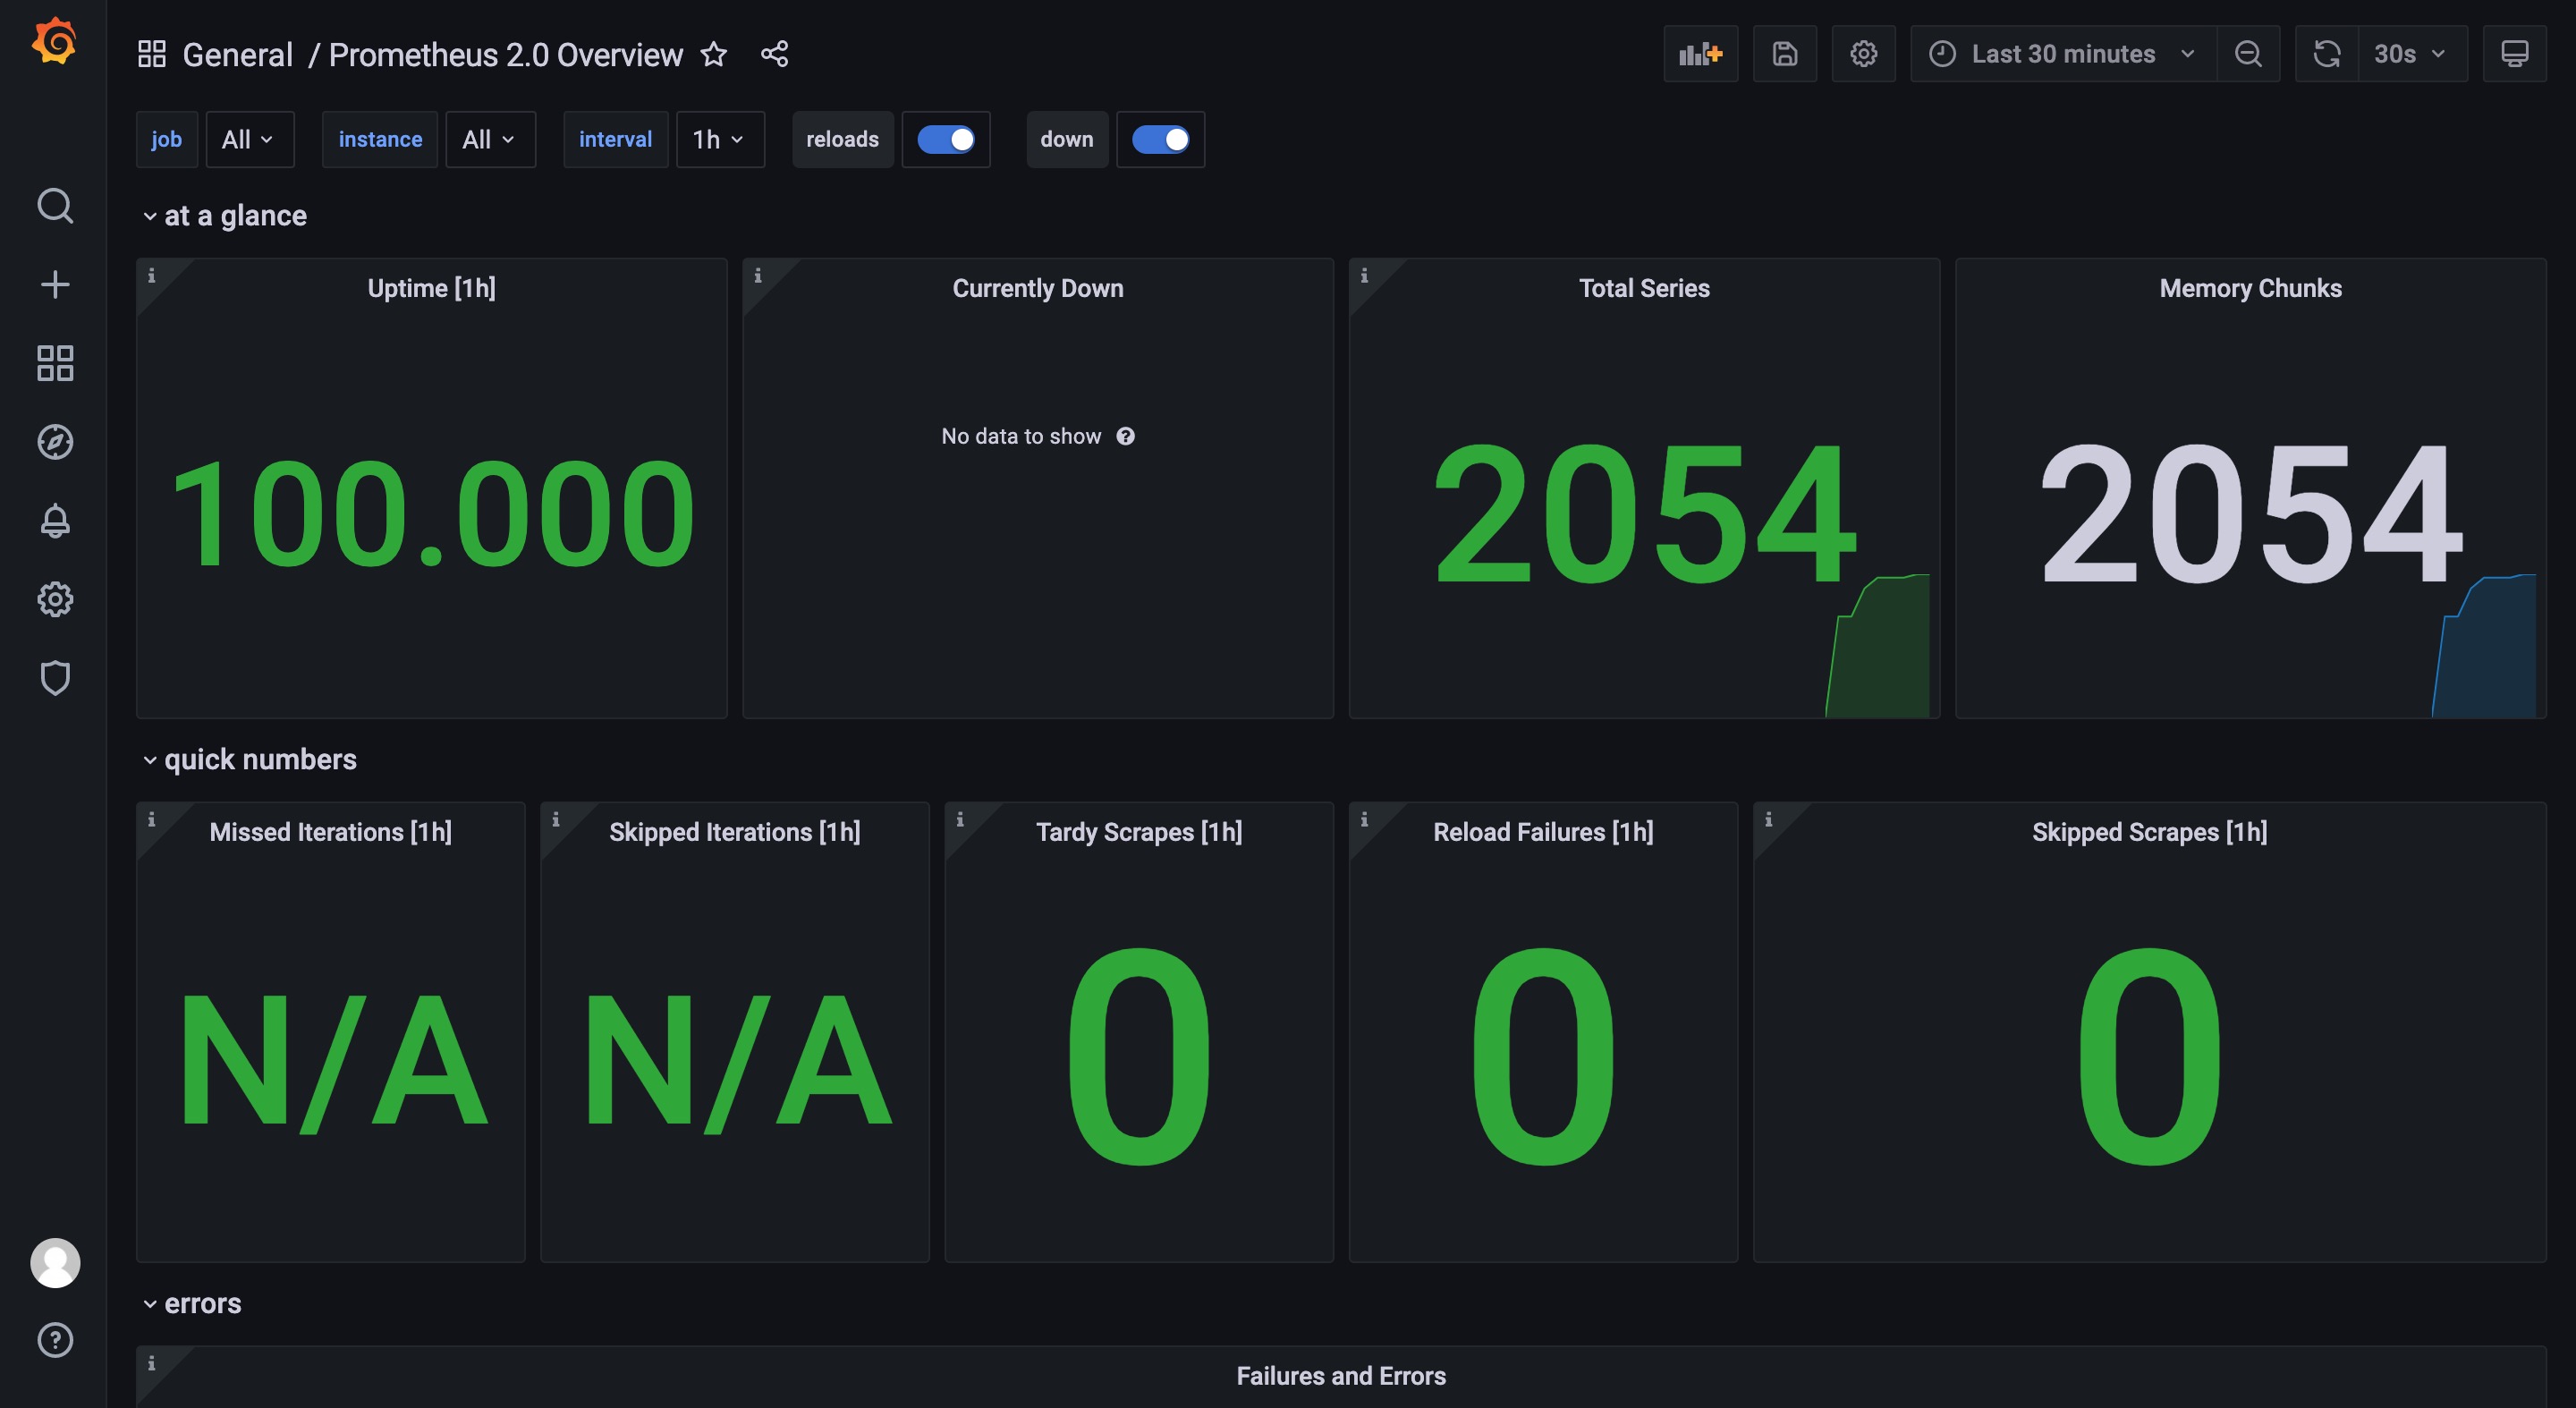 General / Prometheus 2.0 Overview
Last 30 minutes
30s
job All instance All interval 1h reloads down
at a glance
Uptime [1h]
100.000
Currently Down
No data to show
Total Series
2054
Memory Chunks
2054
quick numbers
Missed Iterations [1h]
N/A
Skipped Iterations [1h]
N/A
Tardy Scrapes [1h]
0
Reload Failures [1h]
0
Skipped Scrapes [1h]
0
errors
Failures and Errors